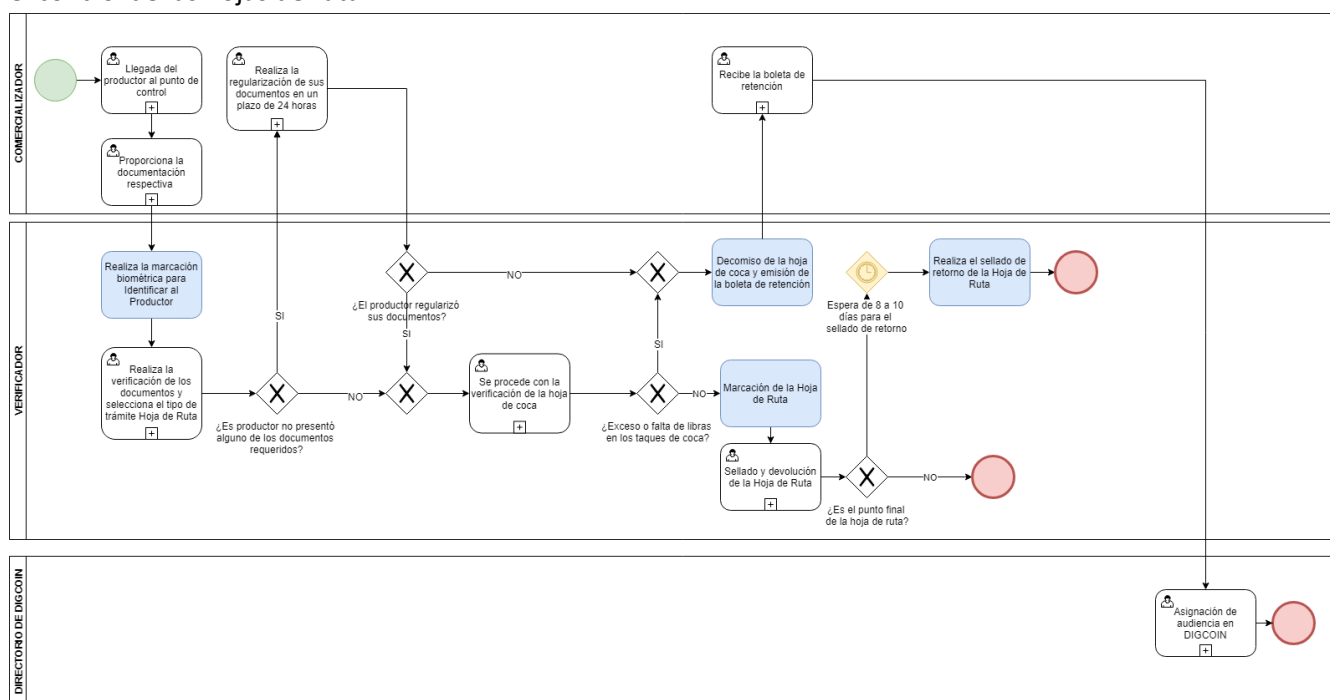 COMERCIALIZADOR
Llegada del
productor al punto de
control
Proporciona la
documentación
respectiva
Realiza la
regularización de sus
documentos en un
plazo de 24 horas
Recibe la boleta de
retención
VERIFICADOR
Realiza la marcación
biométrica para
Identificar al
Productor
Realiza la
verificación de los
documentos y
selecciona el tipo de
trámite Hoja de Ruta
SI
NO
¿Es productor no presentó
alguno de los documentos
requeridos?
¿El productor regularizó
sus documentos?
NO
SI
Se procede con la
verificación de la hoja
de coca
SI
NO
¿Exceso o falta de libras
en los taques de coca?
Decomiso de la hoja
de coca y emisión de
la boleta de retención
Marcación de la Hoja
de Ruta
Sellado y devolución
de la Hoja de Ruta
Espera de 8 a 10
días para el
sellado de retorno
Realiza el sellado de
retorno de la Hoja de
Ruta
NO
¿Es el punto final
de la hoja de ruta?
DIRECTORIO DE DIGCOIN
Asignación de
audiencia en
DIGCOIN